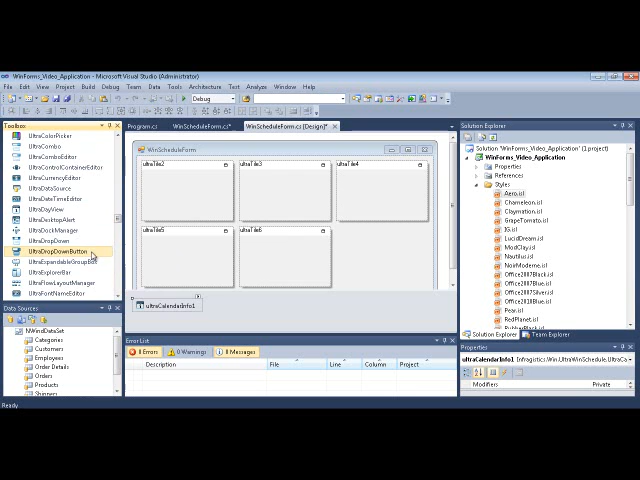 WinForms_Video_Application - Microsoft Visual Studio (Administrator)
File Edit View Project Build Debug Team Data Tools Architecture Test Analyze Window Help
Debug
Toolbox
UltraColorPicker
UltraCombo
UltraComboEditor
UltraControlContainerEditor
UltraCurrencyEditor
UltraDataSource
UltraDateTimeEditor
UltraDayView
UltraDesktopAlert
UltraDockManager
UltraDropDown
UltraDropDownButton
UltraExpandableGroupBox
UltraExplorerBar
UltraFlowLayoutManager
UltraFontNameEditor
Data Sources
NWindDataSet
Categories
Customers
Employees
Order Details
Orders
Products
Shippers
Program.cs WinScheduleForm.cs* WinScheduleForm.cs [Design]*
WinScheduleForm
ultraTile2 ultraTile3 ultraTile4
ultraTile5 ultraTile6
ultraCalendarInfo1
Error List
0 Errors 0 Warnings 0 Messages
Description File Line Column Project
Solution Explorer
Solution 'WinForms_Video_Application' (1 project)
WinForms_Video_Application
Properties
References
Styles
Aero.isl
Chameleon.isl
Claymation.isl
GrapeTomato.isl
IG.isl
LucidDream.isl
Mac.isl
Nautilus.isl
NoirModerne.isl
Office2007Black.isl
Office2007Blue.isl
Office2007Silver.isl
Office2010Blue.isl
Pear.isl
RedPlanet.isl
RubberBlack.isl
Solution Explorer Team Explorer
Properties
ultraCalendarInfo1 Infragistics.Win.UltraWinSchedule.UltraCa
Modifiers Private
Ready